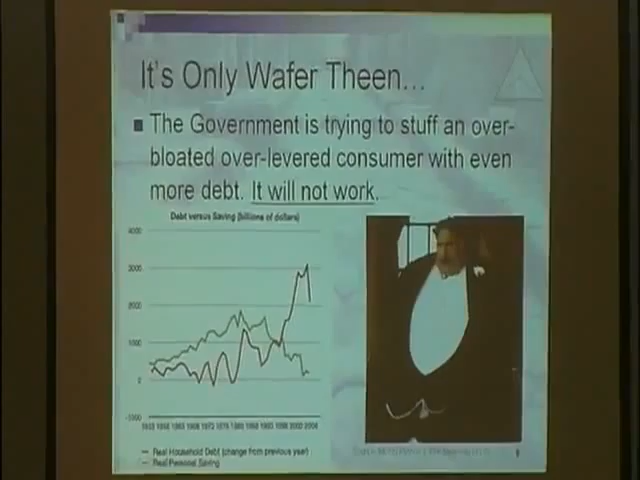 It's Only Wafer Theen...
The Government is trying to stuff an over-
bloated over-levered consumer with even
more debt. It will not work.
Debt versus Saving (billions of dollars)
4000
3000
2000
1000
0
-1000
Real Household Debt (change from previous year)
Real Personal Saving